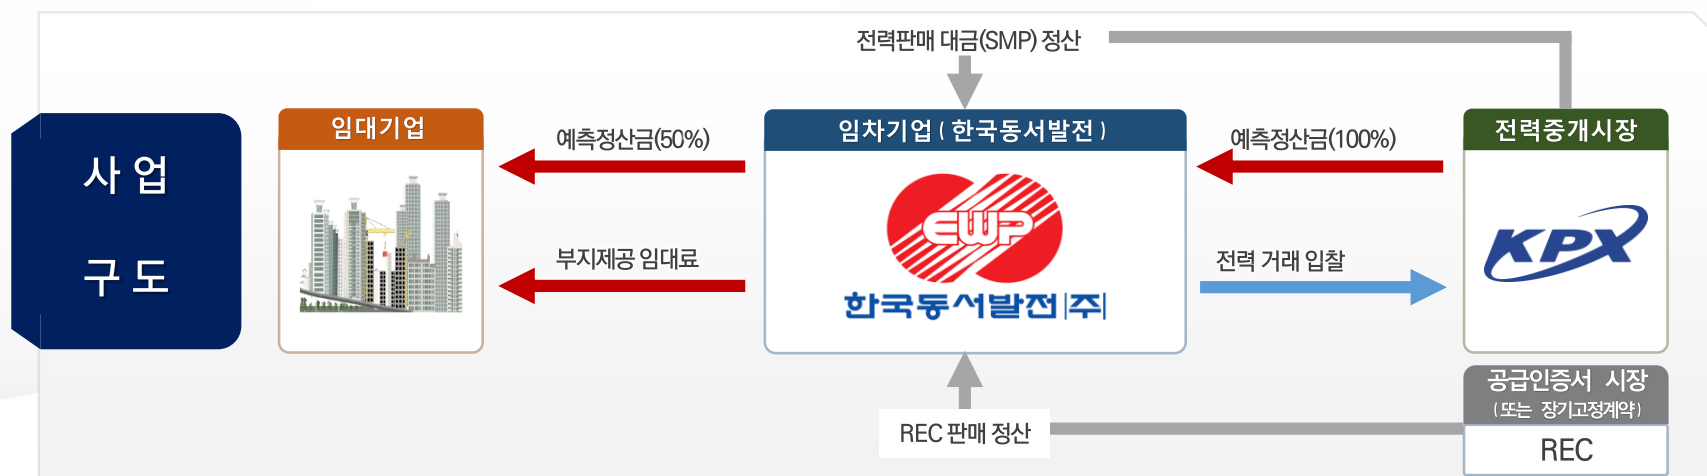 전력판매 대금(SMP) 정산
사 업
구 도
임대기업
예측정산금(50%)
부지제공 임대료
임차기업 ( 한국동서발전 )
EWP
한국동서발전|주|
예측정산금(100%)
전력 거래 입찰
전력중개시장
KPX
REC 판매 정산
공급인증서 시장
(또는 장기고정계약)
REC